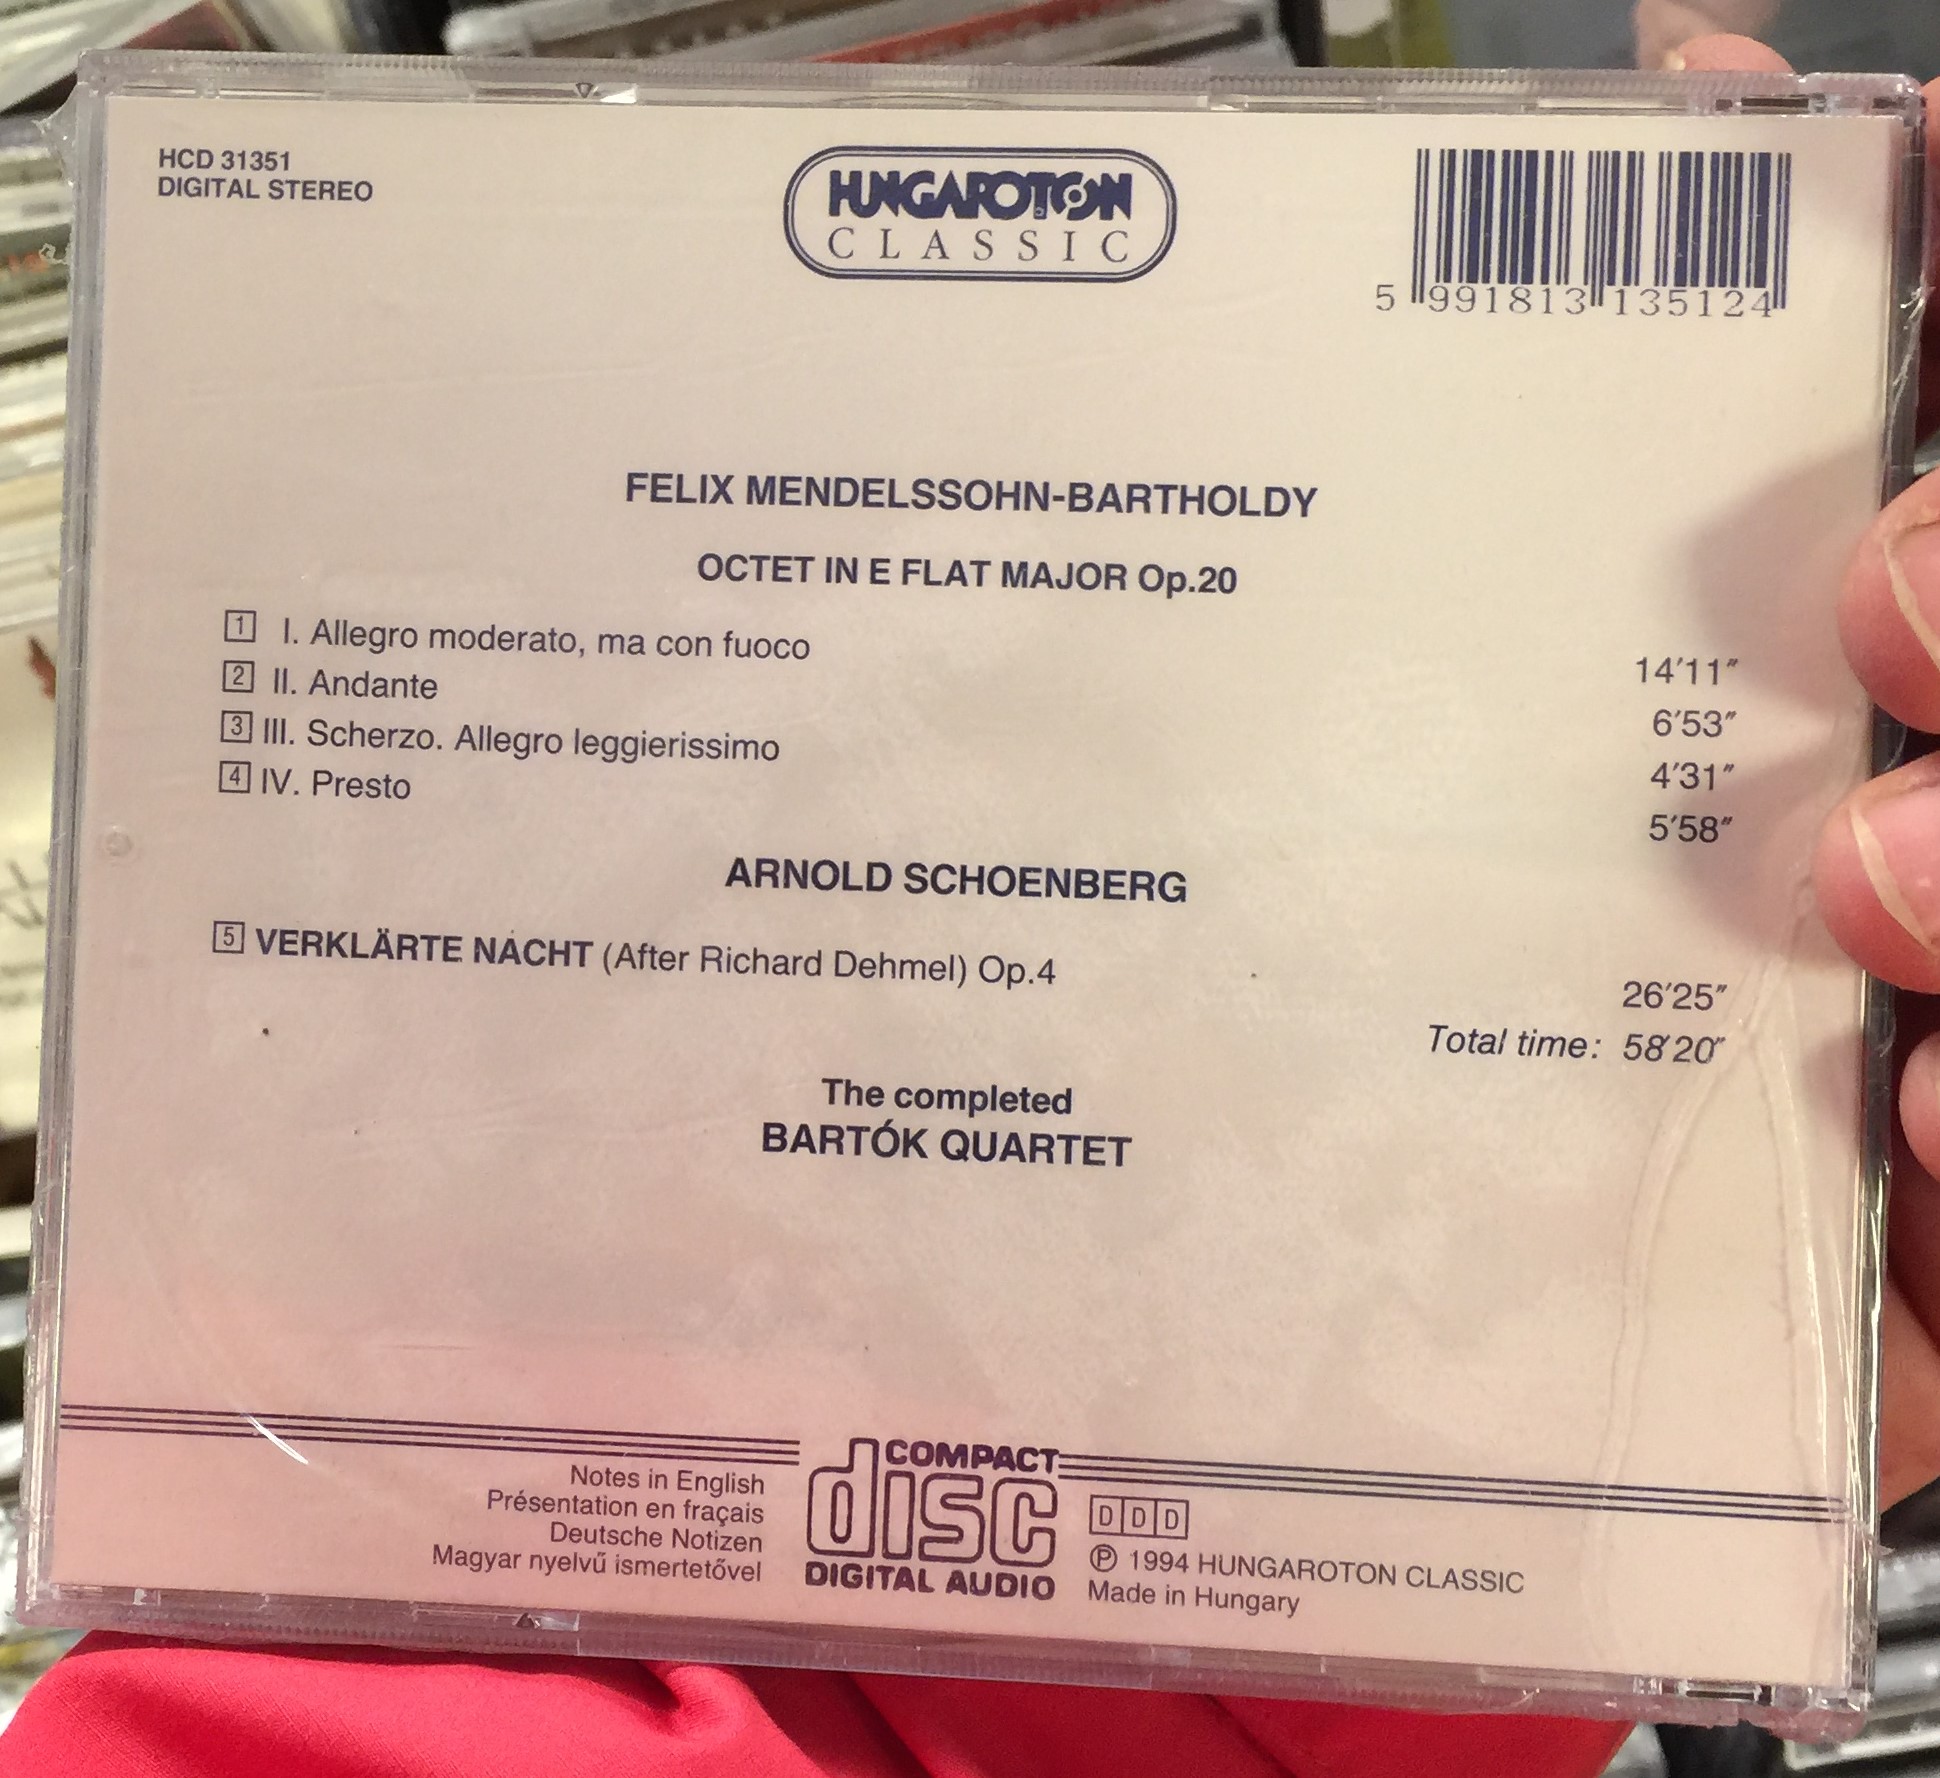 HCD 31351
DIGITAL STEREO
HUNGAROTON
CLASSIC
5 991813 135124
FELIX MENDELSSOHN-BARTHOLDY
OCTET IN E FLAT MAJOR Op.20
1 I. Allegro moderato, ma con fuoco 14'11"
2 II. Andante 6'53"
3 III. Scherzo. Allegro leggierissimo 4'31"
4 IV. Presto 5'58"
ARNOLD SCHOENBERG
5 VERKLÄRTE NACHT (After Richard Dehmel) Op.4 26'25"
Total time: 58'20"
The completed
BARTÓK QUARTET
Notes in English
Présentation en fraçais
Deutsche Notizen
Magyar nyelvű ismertetővel
COMPACT
disc
DIGITAL AUDIO
DDD
℗ 1994 HUNGAROTON CLASSIC
Made in Hungary